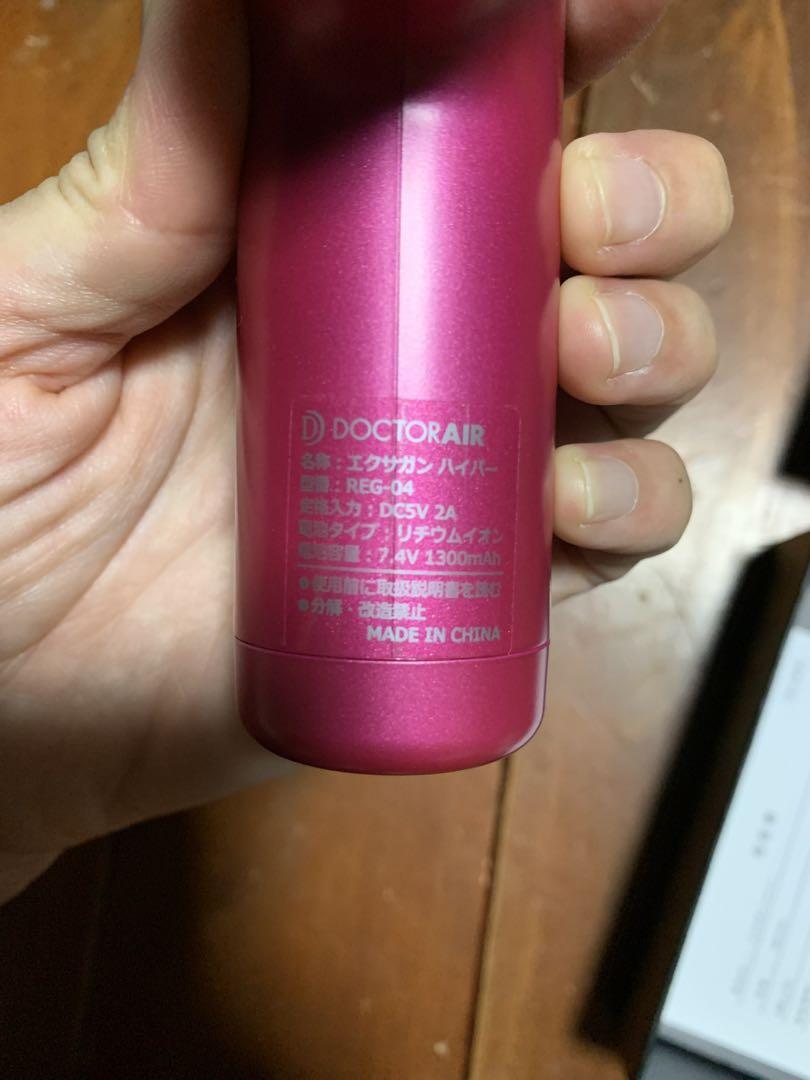 DOCTORAIR
名称：エクサガン ハイパー
型番：REG-04
定格入力：DC5V 2A
電池タイプ：リチウムイオン
電池容量：7.4V 1300mAh
●使用前に取扱説明書を読む
●分解・改造禁止
MADE IN CHINA